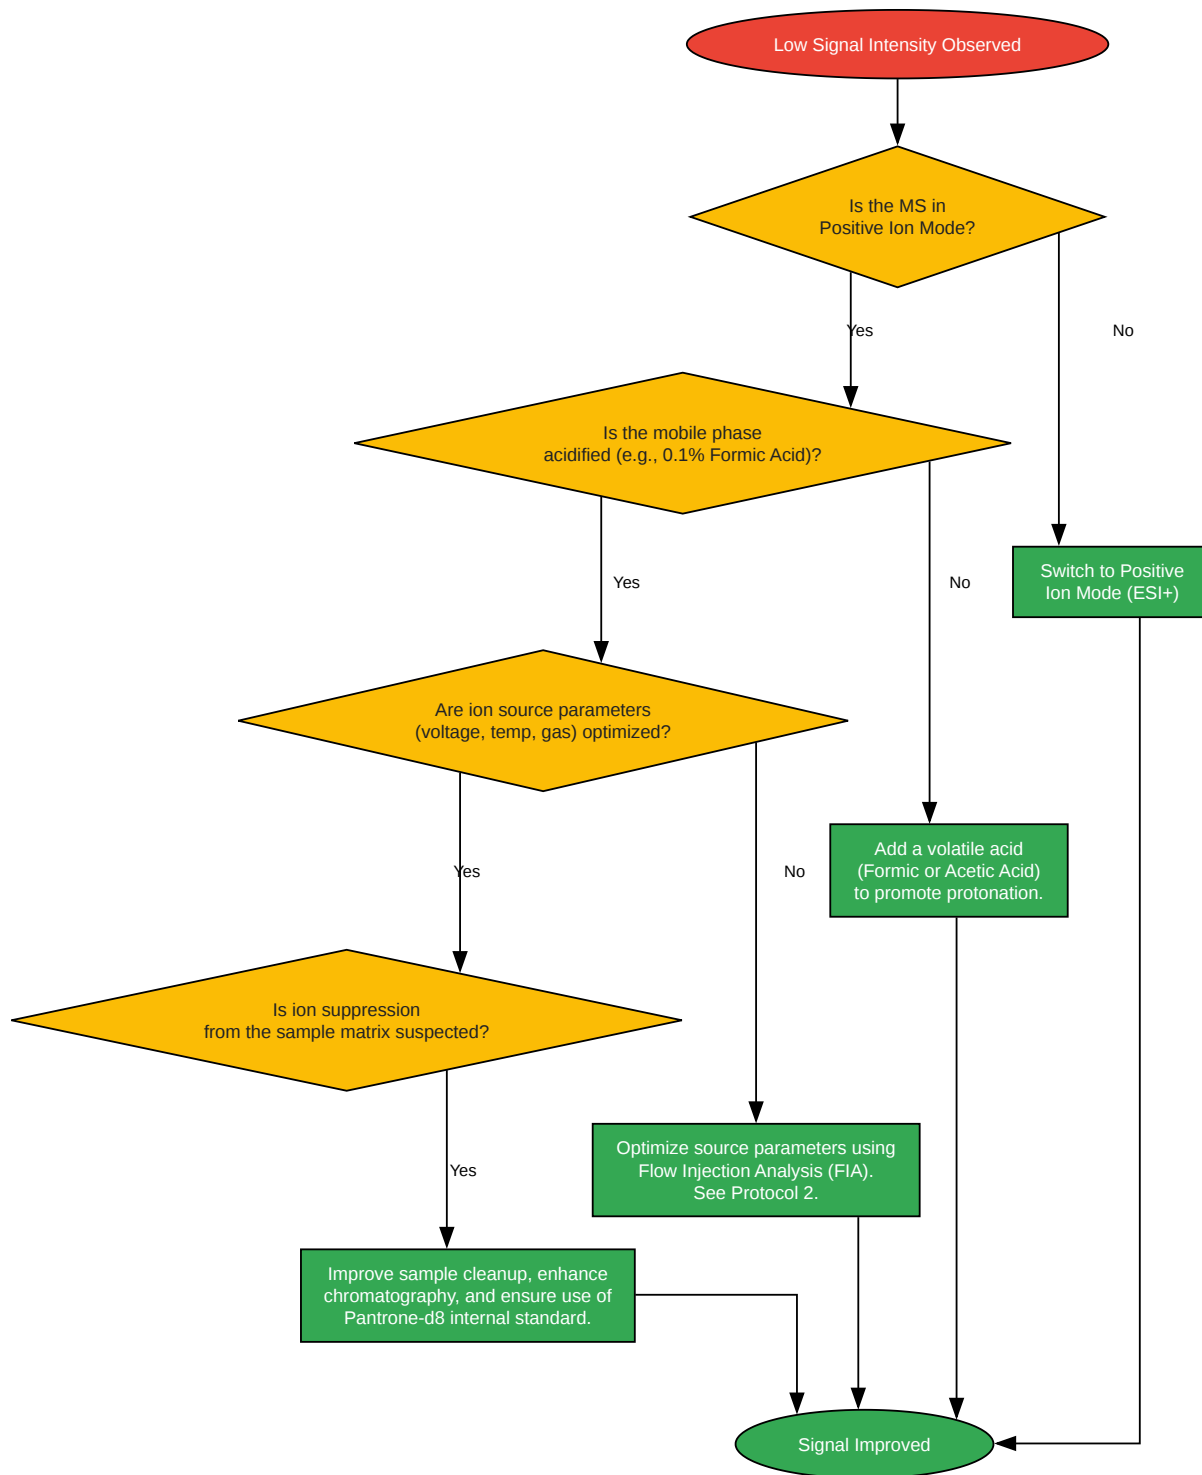 Low Signal Intensity Observed
Is the MS in
Positive Ion Mode?
Yes
No
Is the mobile phase
acidified (e.g., 0.1% Formic Acid)?
Switch to Positive
Ion Mode (ESI+)
Yes
No
Are ion source parameters
(voltage, temp, gas) optimized?
Add a volatile acid
(Formic or Acetic Acid)
to promote protonation.
Yes
No
Is ion suppression
from the sample matrix suspected?
Optimize source parameters using
Flow Injection Analysis (FIA).
See Protocol 2.
Yes
Improve sample cleanup, enhance
chromatography, and ensure use of
Pantrone-d8 internal standard.
Signal Improved